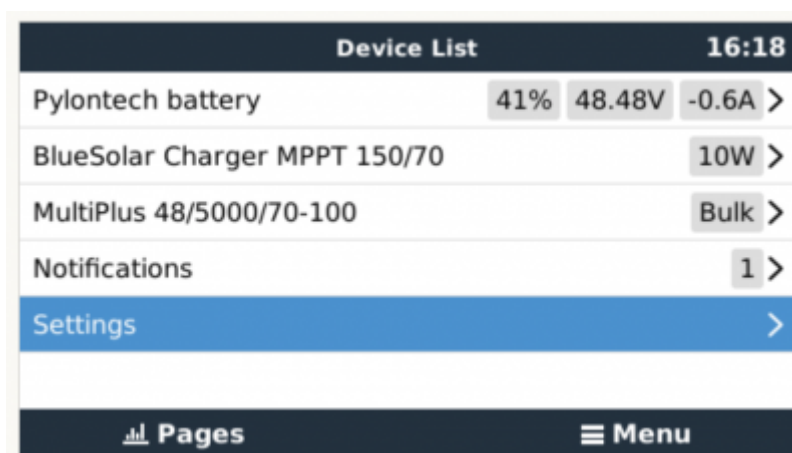 Device List 16:18
Pylontech battery 41% 48.48V -0.6A
BlueSolar Charger MPPT 150/70 10W
MultiPlus 48/5000/70-100 Bulk
Notifications 1
Settings
Pages Menu